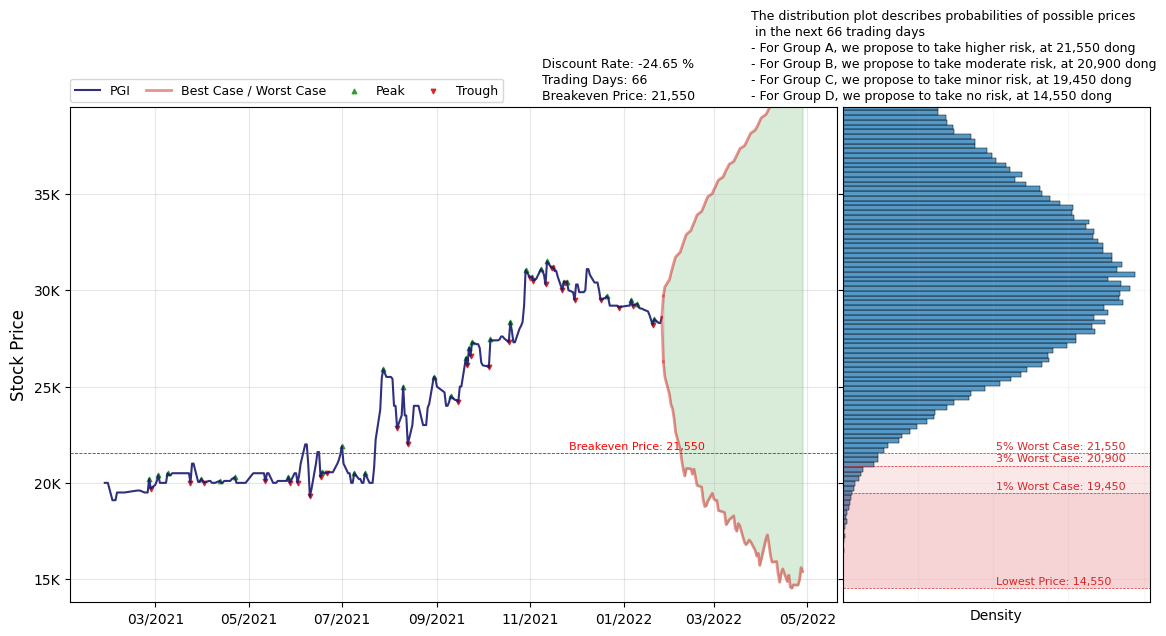 The distribution plot describes probabilities of possible prices
in the next 66 trading days
- For Group A, we propose to take higher risk, at 21,550 dong
- For Group B, we propose to take moderate risk, at 20,900 dong
- For Group C, we propose to take minor risk, at 19,450 dong
- For Group D, we propose to take no risk, at 14,550 dong
Discount Rate: -24.65 %
Trading Days: 66
Breakeven Price: 21,550
PGI
Best Case / Worst Case
Peak
Trough
Stock Price
35K
30K
25K
20K
15K
Breakeven Price: 21,550
5% Worst Case: 21,550
3% Worst Case: 20,900
1% Worst Case: 19,450
Lowest Price: 14,550
03/2021
05/2021
07/2021
09/2021
11/2021
01/2022
03/2022
05/2022
Density